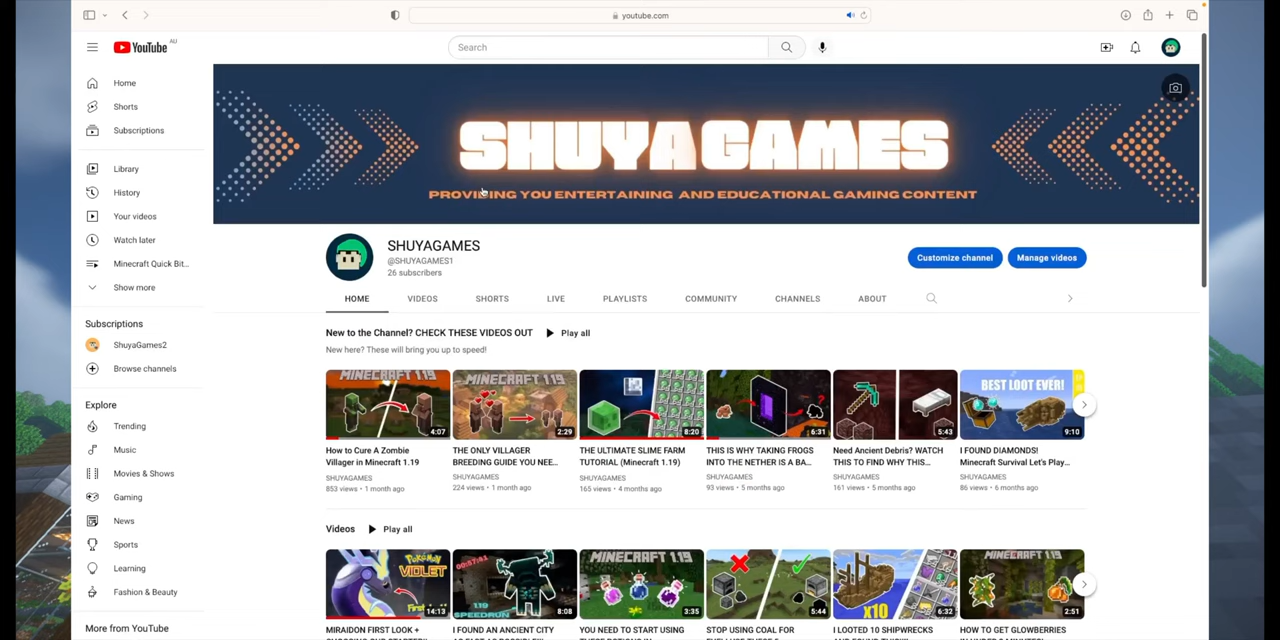 youtube.com
YouTube AU
Search
Home
Shorts
Subscriptions
Library
History
Your videos
Watch later
Minecraft Quick Bit...
Show more
Subscriptions
ShuyaGames2
Browse channels
Explore
Trending
Music
Movies & Shows
Gaming
News
Sports
Learning
Fashion & Beauty
More from YouTube
SHUYAGAMES
PROVIDING YOU ENTERTAINING AND EDUCATIONAL GAMING CONTENT
SHUYAGAMES
@SHUYAGAMES1
26 subscribers
Customize channel
Manage videos
HOME VIDEOS SHORTS LIVE PLAYLISTS COMMUNITY CHANNELS ABOUT
New to the Channel? CHECK THESE VIDEOS OUT Play all
New here? These will bring you up to speed!
MINECRAFT 1.19
4:07
How to Cure A Zombie
Villager in Minecraft 1.19
SHUYAGAMES
853 views • 1 month ago
MINECRAFT 1.19
2:29
THE ONLY VILLAGER
BREEDING GUIDE YOU NEE...
SHUYAGAMES
224 views • 1 month ago
8:20
THE ULTIMATE SLIME FARM
TUTORIAL (Minecraft 1.19)
SHUYAGAMES
165 views • 4 months ago
?
6:31
THIS IS WHY TAKING FROGS
INTO THE NETHER IS A BA...
SHUYAGAMES
93 views • 5 months ago
5:43
Need Ancient Debris? WATCH
THIS TO FIND WHY THIS...
SHUYAGAMES
161 views • 5 months ago
BEST LOOT EVER!
9:10
I FOUND DIAMONDS!
Minecraft Survival Let's Play...
SHUYAGAMES
86 views • 6 months ago
Videos Play all
POKÉMON
VIOLET
14:13
MIRAIDON FIRST LOOK +
00:57:41
1.19
SPEEDRUN
8:08
I FOUND AN ANCIENT CITY
MINECRAFT 1.19
3:35
YOU NEED TO START USING
5:44
STOP USING COAL FOR
X10
6:32
I LOOTED 10 SHIPWRECKS
MINECRAFT 1.19
2:51
HOW TO GET GLOWBERRIES